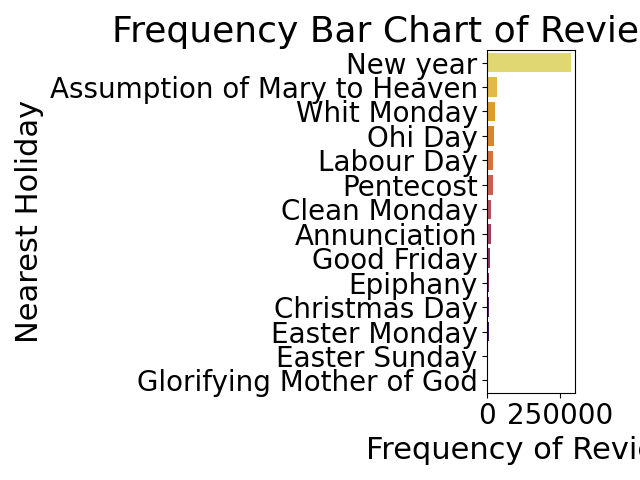 Frequency Bar Chart of Revie
Nearest Holiday
New year
Assumption of Mary to Heaven
Whit Monday
Ohi Day
Labour Day
Pentecost
Clean Monday
Annunciation
Good Friday
Epiphany
Christmas Day
Easter Monday
Easter Sunday
Glorifying Mother of God
0 250000
Frequency of Revie